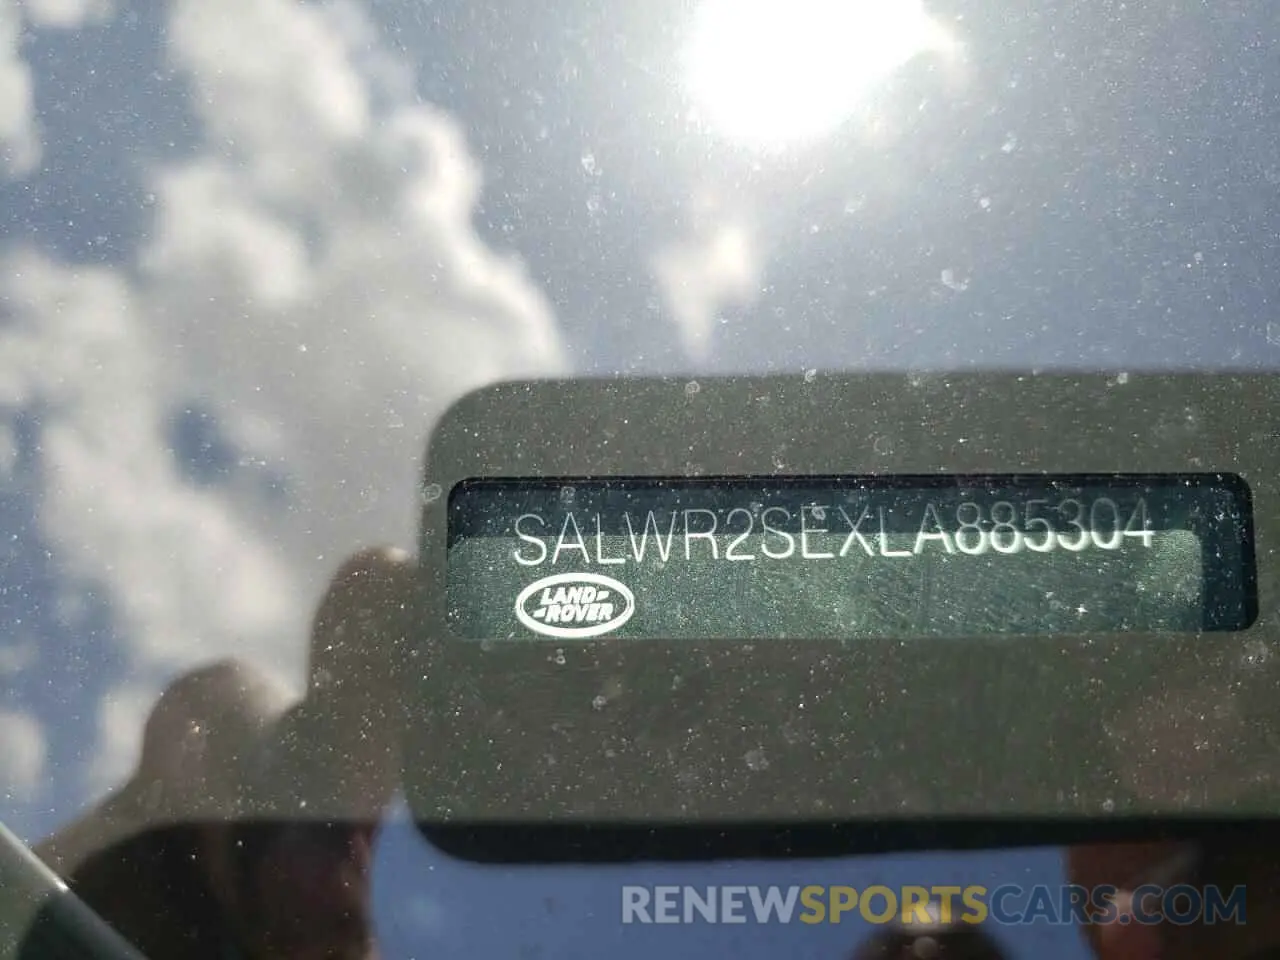 SALWR2SEXLA885304
LAND-
-ROVER
RENEWSPORTSCARS.COM